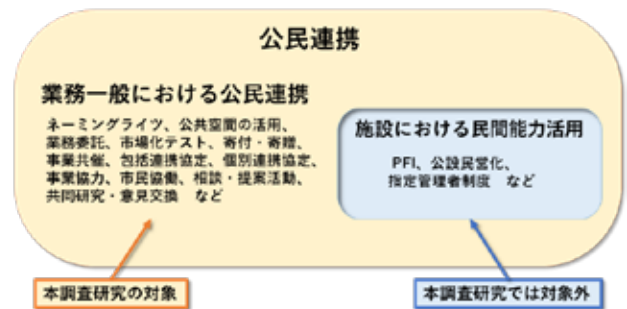 公民連携
業務一般における公民連携
ネーミングライツ、公共空間の活用、
業務委託、市場化テスト、寄付・寄贈、
事業共催、包括連携協定、個別連携協定、
事業協力、市民協働、相談・提案活動、
共同研究・意見交換 など
施設における民間能力活用
PFI、公設民営化、
指定管理者制度 など
本調査研究の対象
本調査研究では対象外